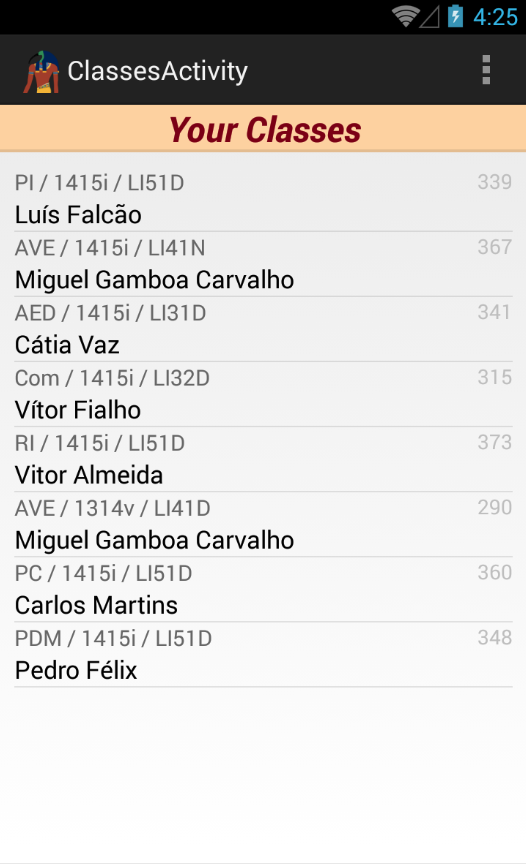 4:25
ClassesActivity
Your Classes
PI / 1415i / LI51D 339
Luís Falcão
AVE / 1415i / LI41N 367
Miguel Gamboa Carvalho
AED / 1415i / LI31D 341
Cátia Vaz
Com / 1415i / LI32D 315
Vítor Fialho
RI / 1415i / LI51D 373
Vitor Almeida
AVE / 1314v / LI41D 290
Miguel Gamboa Carvalho
PC / 1415i / LI51D 360
Carlos Martins
PDM / 1415i / LI51D 348
Pedro Félix